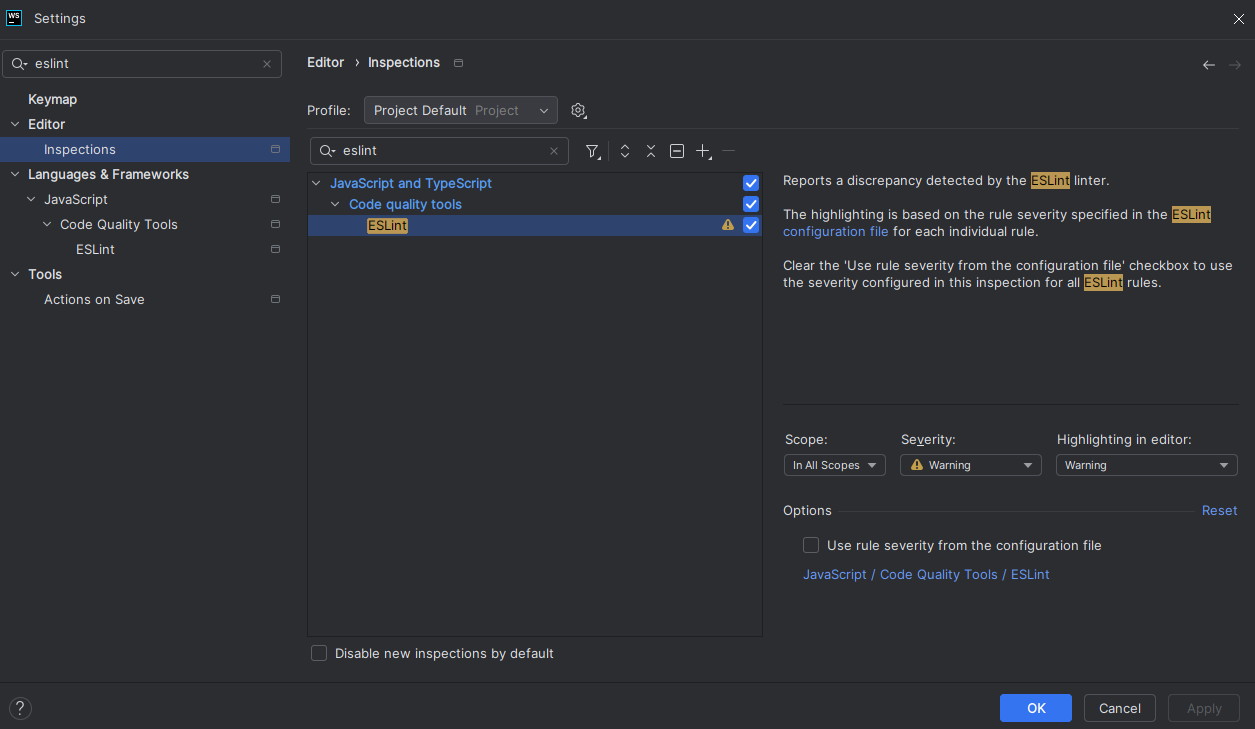 WS
Settings
eslint
Keymap
Editor
Inspections
Languages & Frameworks
JavaScript
Code Quality Tools
ESLint
Tools
Actions on Save
Editor › Inspections
Profile: Project Default Project
eslint
JavaScript and TypeScript
Code quality tools
ESLint
Reports a discrepancy detected by the ESLint linter.
The highlighting is based on the rule severity specified in the ESLint
configuration file for each individual rule.
Clear the 'Use rule severity from the configuration file' checkbox to use
the severity configured in this inspection for all ESLint rules.
Scope: Severity: Highlighting in editor:
In All Scopes Warning Warning
Options Reset
Use rule severity from the configuration file
JavaScript / Code Quality Tools / ESLint
Disable new inspections by default
? OK Cancel Apply